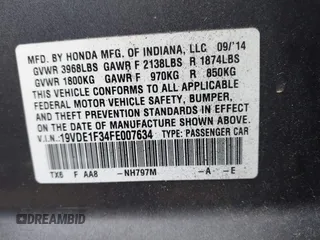 MFD. BY HONDA MFG. OF INDIANA, LLC 09/'14
GVWR 3968LBS GAWR F 2138LBS R 1874LBS
GVWR 1800KG GAWR F 970KG R 850KG
THIS VEHICLE CONFORMS TO ALL APPLICABLE
FEDERAL MOTOR VEHICLE SAFETY, BUMPER,
AND THEFT PREVENTION STANDARDS IN EFFECT
ON THE DATE OF MANUFACTURE SHOWN ABOVE.
V.I.N.:19VDE1F34FE007634 TYPE: PASSENGER CAR
TX6 F AA8 -NH797M -A -E
DREAMBID